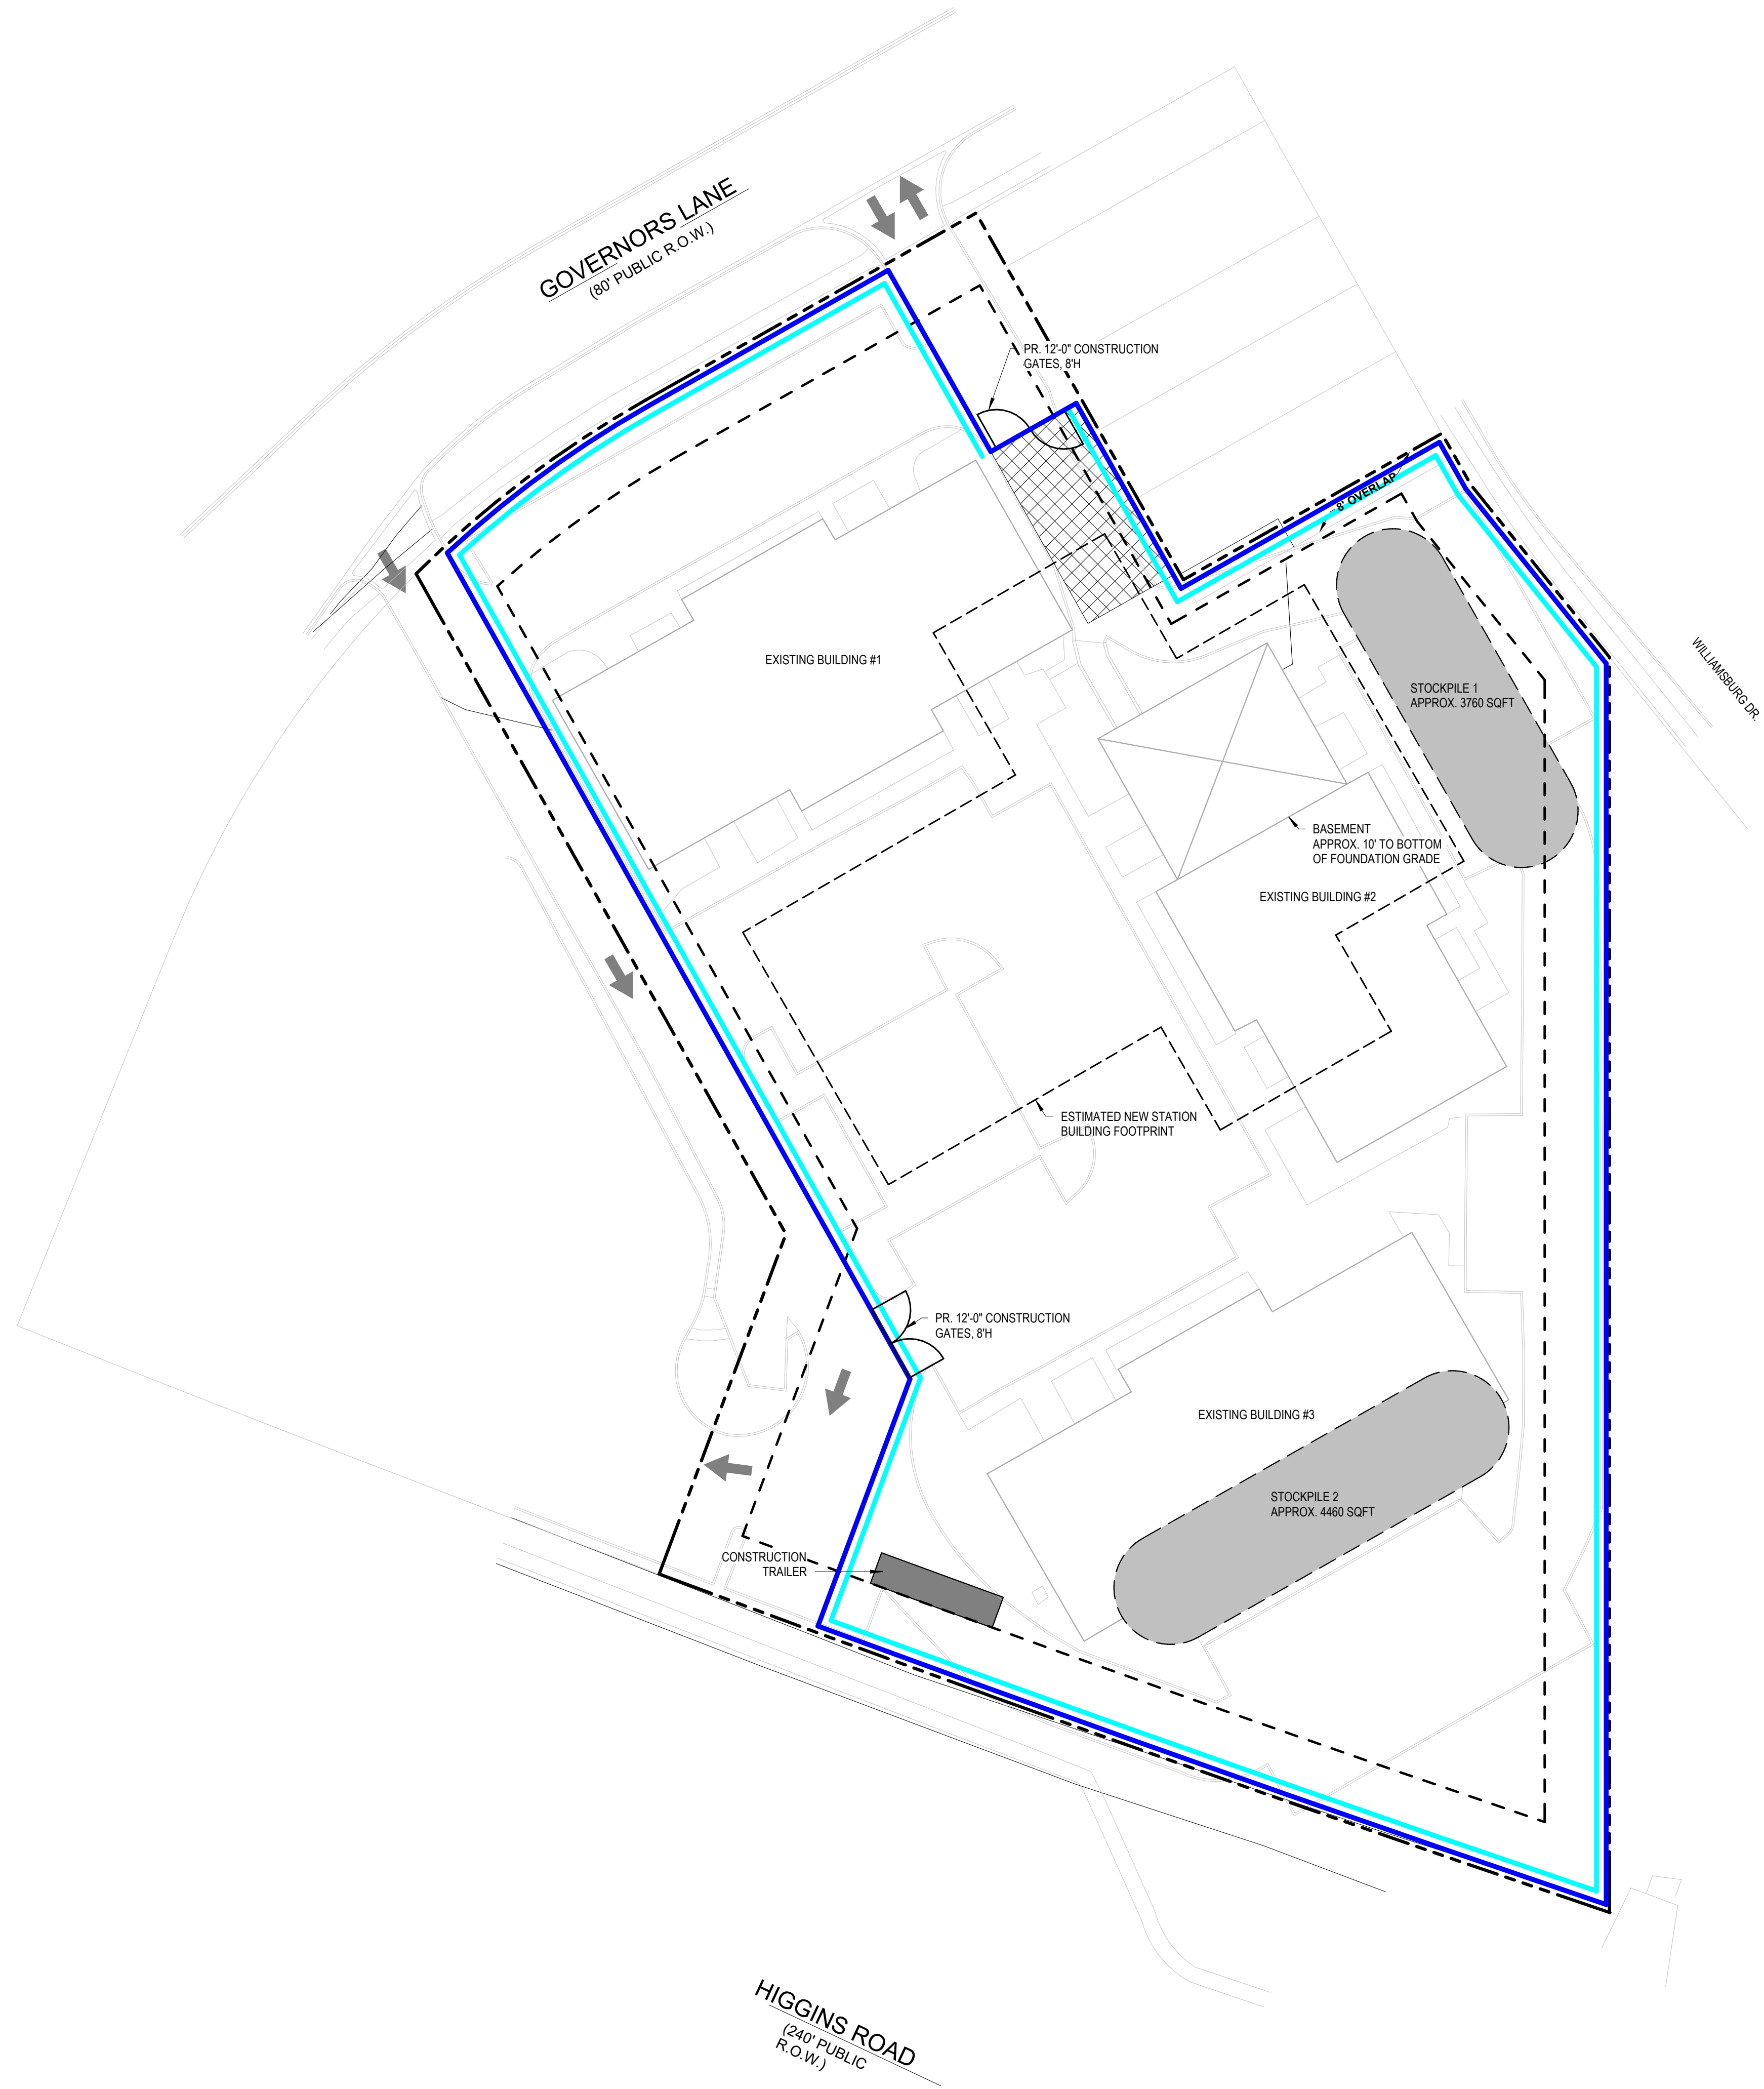 GOVERNORS LANE
(80' PUBLIC R.O.W.)
PR. 12'-0" CONSTRUCTION
GATES, 8'H
8' OVERLAP
WILLIAMSBURG DR.
EXISTING BUILDING #1
STOCKPILE 1
APPROX. 3760 SQFT
BASEMENT
APPROX. 10' TO BOTTOM
OF FOUNDATION GRADE
EXISTING BUILDING #2
ESTIMATED NEW STATION
BUILDING FOOTPRINT
PR. 12'-0" CONSTRUCTION
GATES, 8'H
EXISTING BUILDING #3
STOCKPILE 2
APPROX. 4460 SQFT
CONSTRUCTION
TRAILER
HIGGINS ROAD
(240' PUBLIC
R.O.W.)